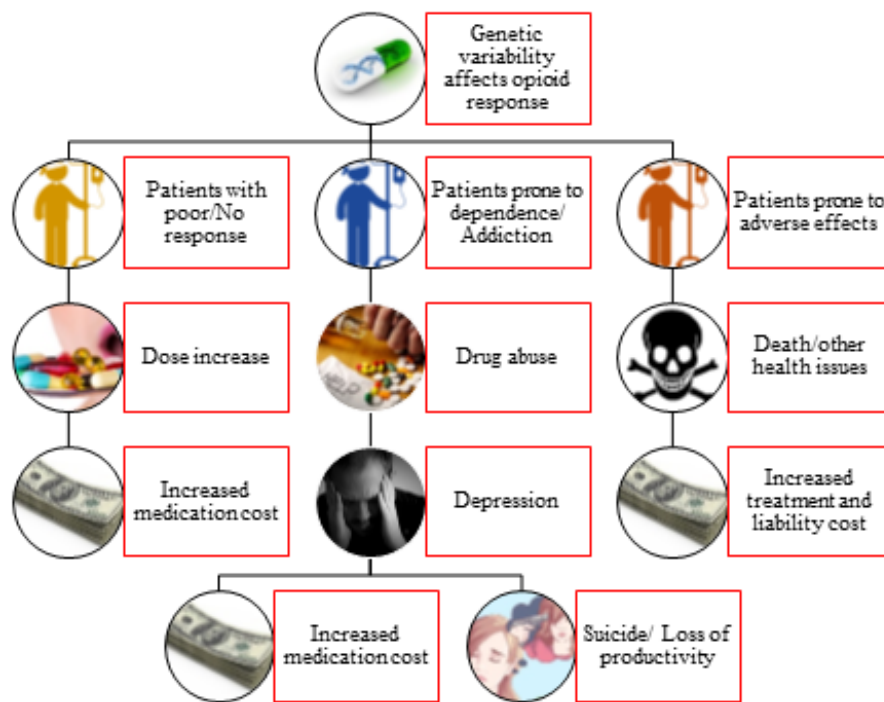 Genetic
variability
affects opioid
response
Patients with
poor/No
response
Patients prone to
dependence/
Addiction
Patients prone to
adverse effects
Dose increase
Drug abuse
Death/other
health issues
Increased
medication cost
Depression
Increased
treatment and
liability cost
Increased
medication cost
Suicide/ Loss of
productivity